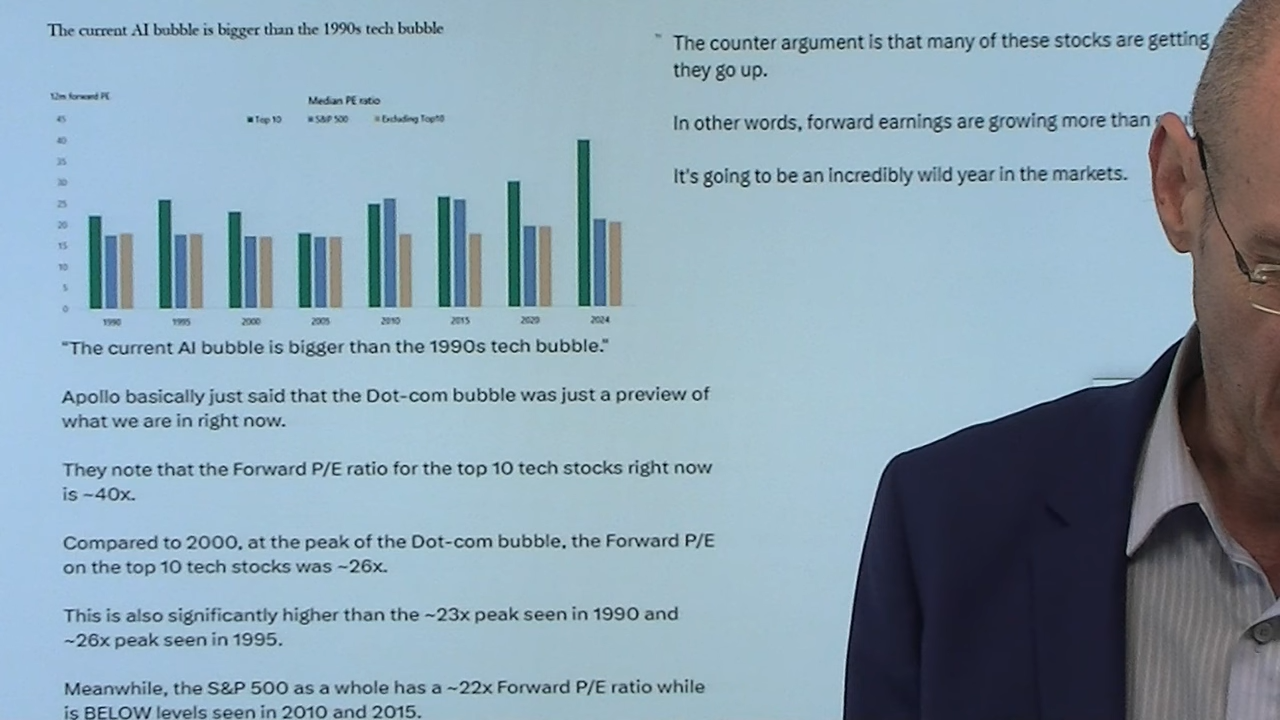 The current AI bubble is bigger than the 1990s tech bubble
12m forward PE
Median PE ratio
Top 10 S&P 500 Excluding Top10
45
40
35
30
25
20
15
10
5
0
1990 1995 2000 2005 2010 2015 2020 2024
"The current AI bubble is bigger than the 1990s tech bubble."
Apollo basically just said that the Dot-com bubble was just a preview of
what we are in right now.
They note that the Forward P/E ratio for the top 10 tech stocks right now
is ~40x.
Compared to 2000, at the peak of the Dot-com bubble, the Forward P/E
on the top 10 tech stocks was ~26x.
This is also significantly higher than the ~23x peak seen in 1990 and
~26x peak seen in 1995.
Meanwhile, the S&P 500 as a whole has a ~22x Forward P/E ratio while
is BELOW levels seen in 2010 and 2015.
The counter argument is that many of these stocks are getting
they go up.
In other words, forward earnings are growing more than
It's going to be an incredibly wild year in the markets.